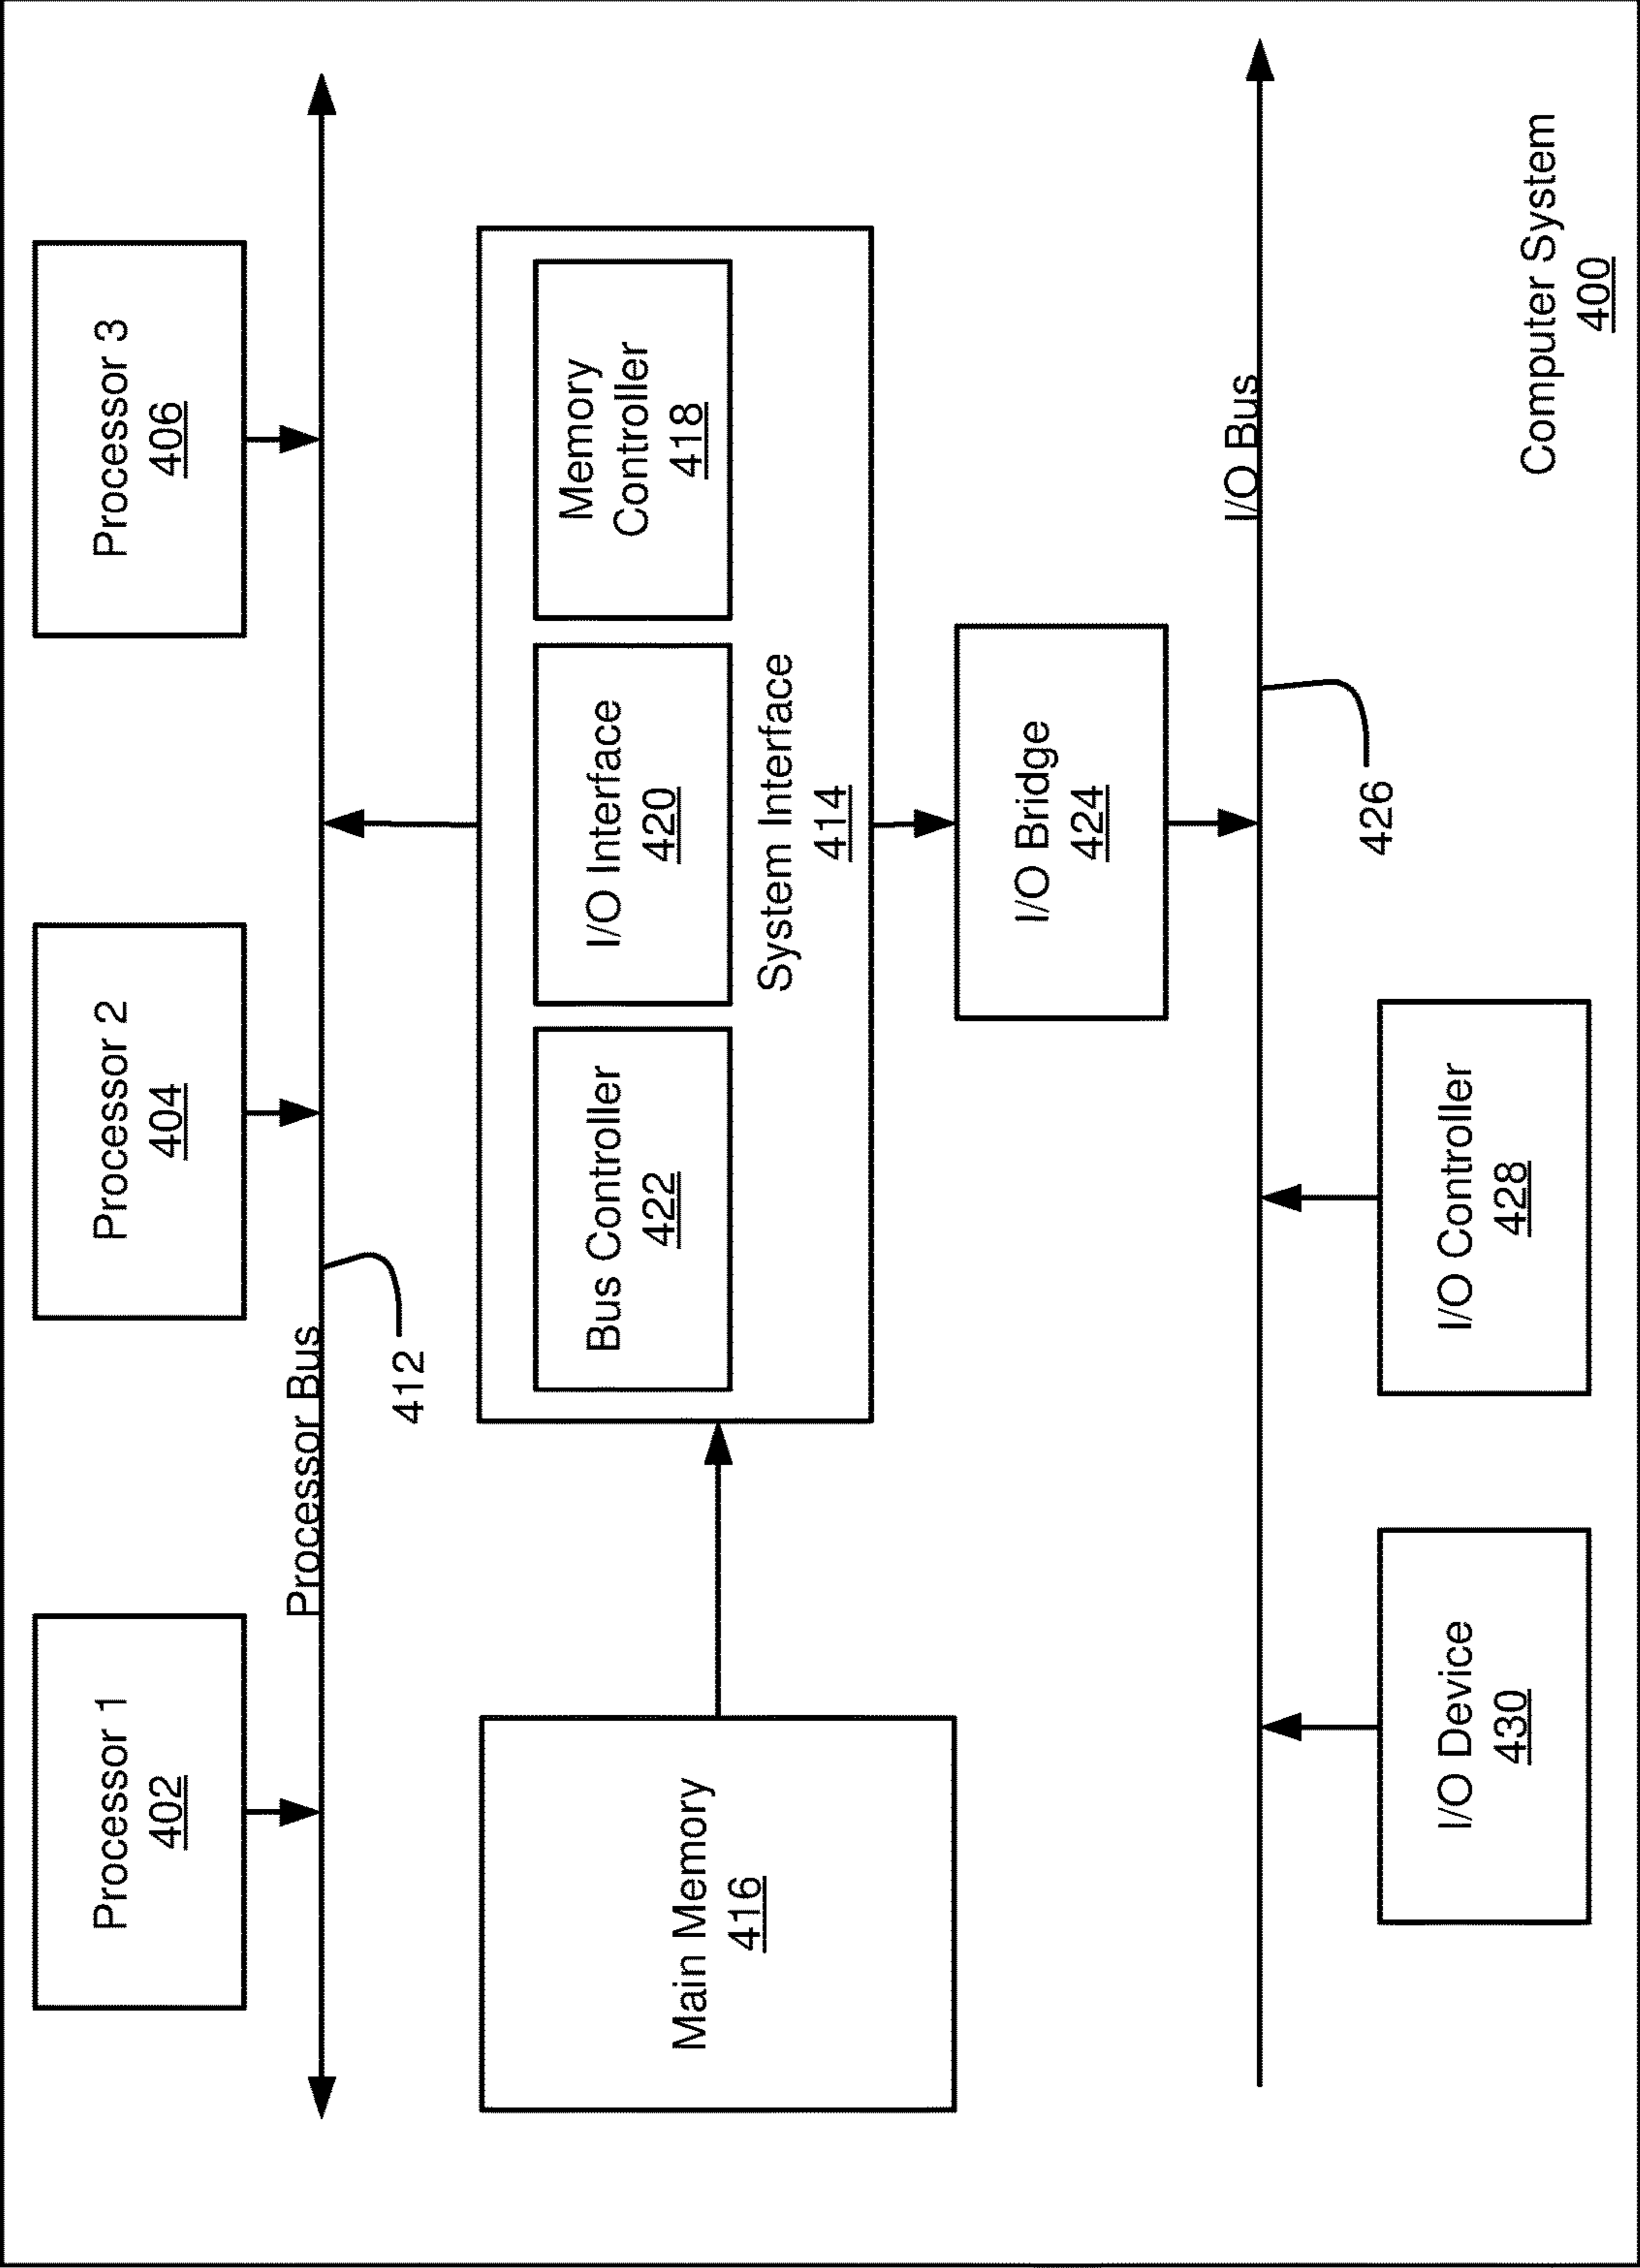 Processor 1
402
Processor 2
404
Processor 3
406
Processor Bus
412
Main Memory
416
Bus Controller
422
I/O Interface
420
Memory
Controller
418
System Interface
414
I/O Bridge
424
I/O Bus
426
I/O Device
430
I/O Controller
428
Computer System
400